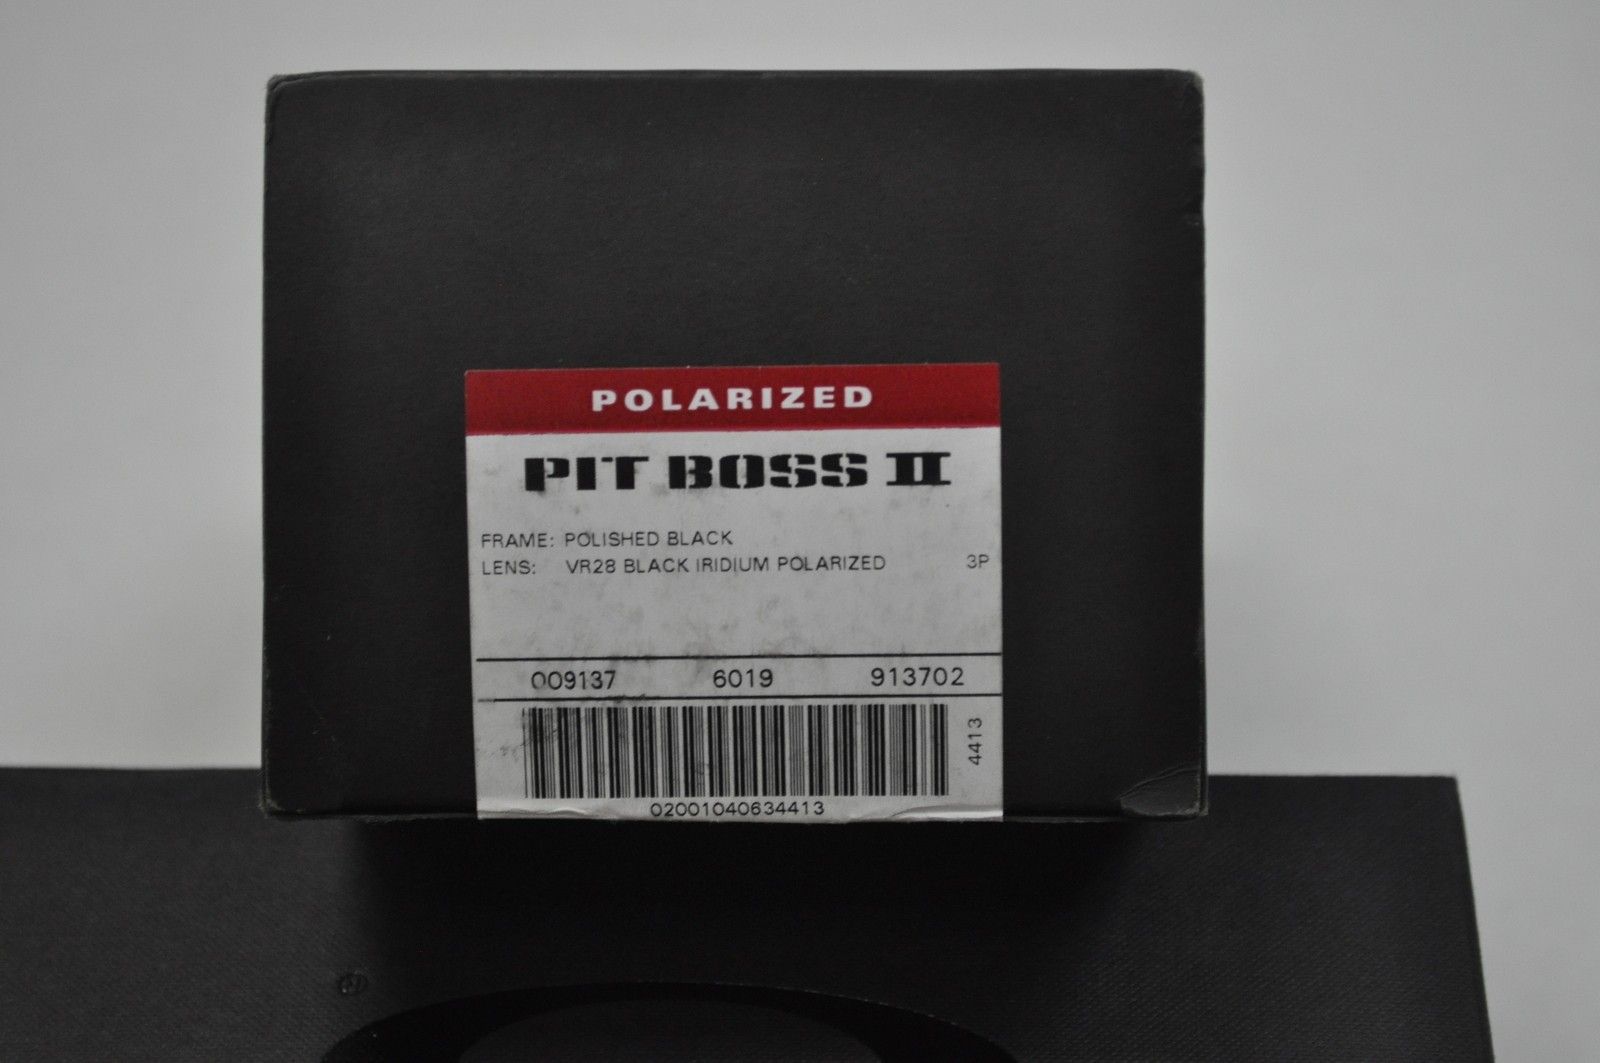 POLARIZED
PIT BOSS II
FRAME: POLISHED BLACK
LENS: VR28 BLACK IRIDIUM POLARIZED 3P
009137 6019 913702
4413
02001040634413